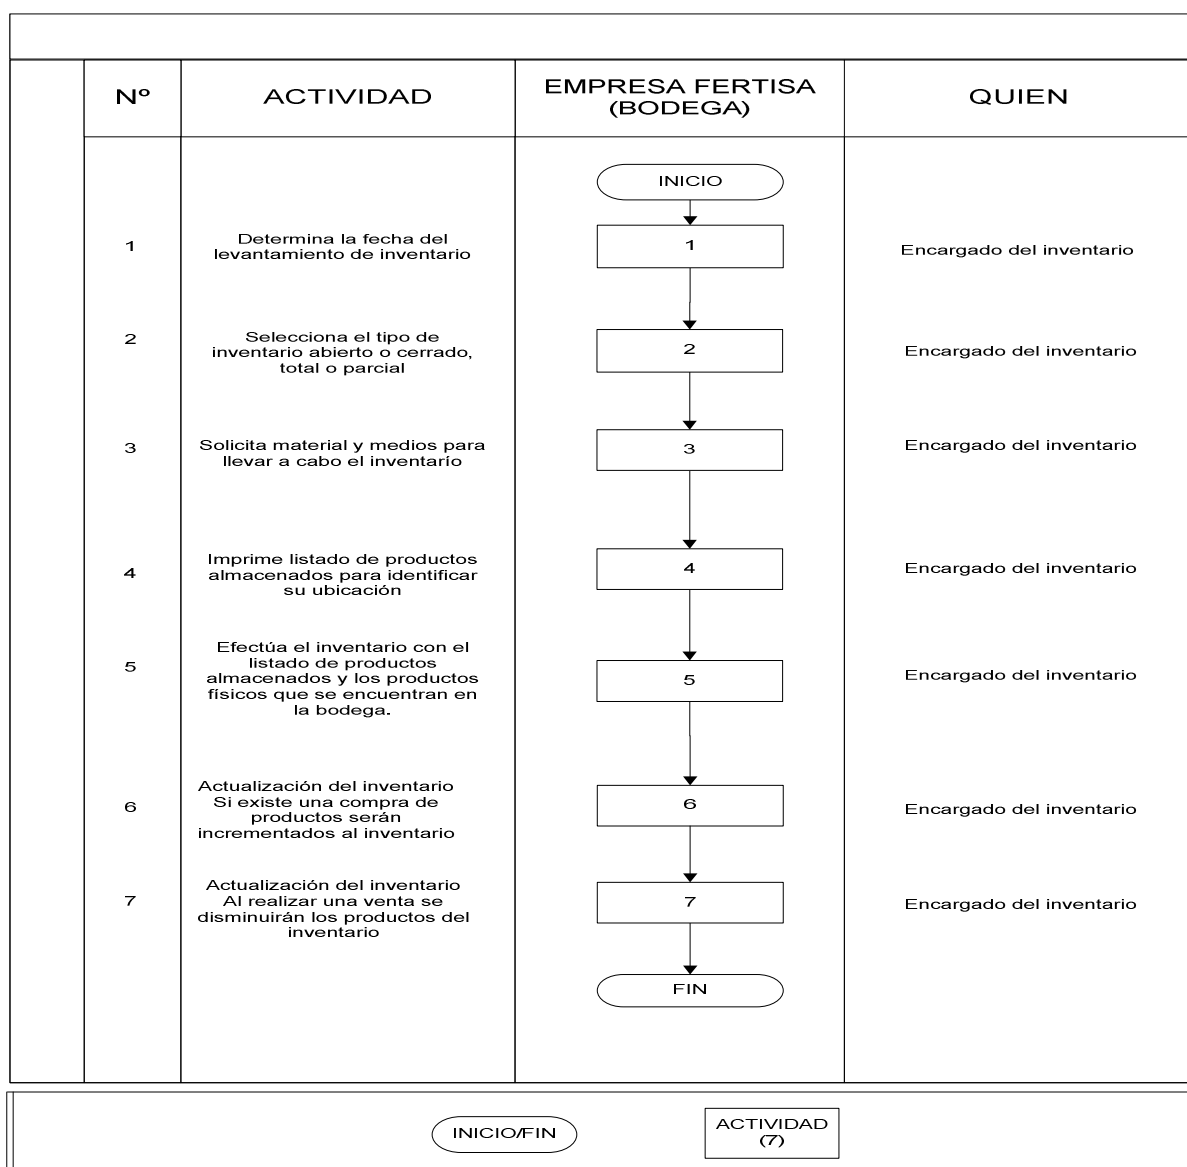 Nº
ACTIVIDAD
EMPRESA FERTISA
(BODEGA)
QUIEN
INICIO
1
Determina la fecha del
levantamiento de inventario
1
Encargado del inventario
2
Selecciona el tipo de
inventario abierto o cerrado,
total o parcial
2
Encargado del inventario
3
Solicita material y medios para
llevar a cabo el inventarío
3
Encargado del inventario
4
Imprime listado de productos
almacenados para identificar
su ubicación
4
Encargado del inventario
5
Efectúa el inventario con el
listado de productos
almacenados y los productos
físicos que se encuentran en
la bodega.
5
Encargado del inventario
6
Actualización del inventario
Si existe una compra de
productos serán
incrementados al inventario
6
Encargado del inventario
7
Actualización del inventario
Al realizar una venta se
disminuirán los productos del
inventario
7
Encargado del inventario
FIN
INICIO/FIN
ACTIVIDAD
(7)